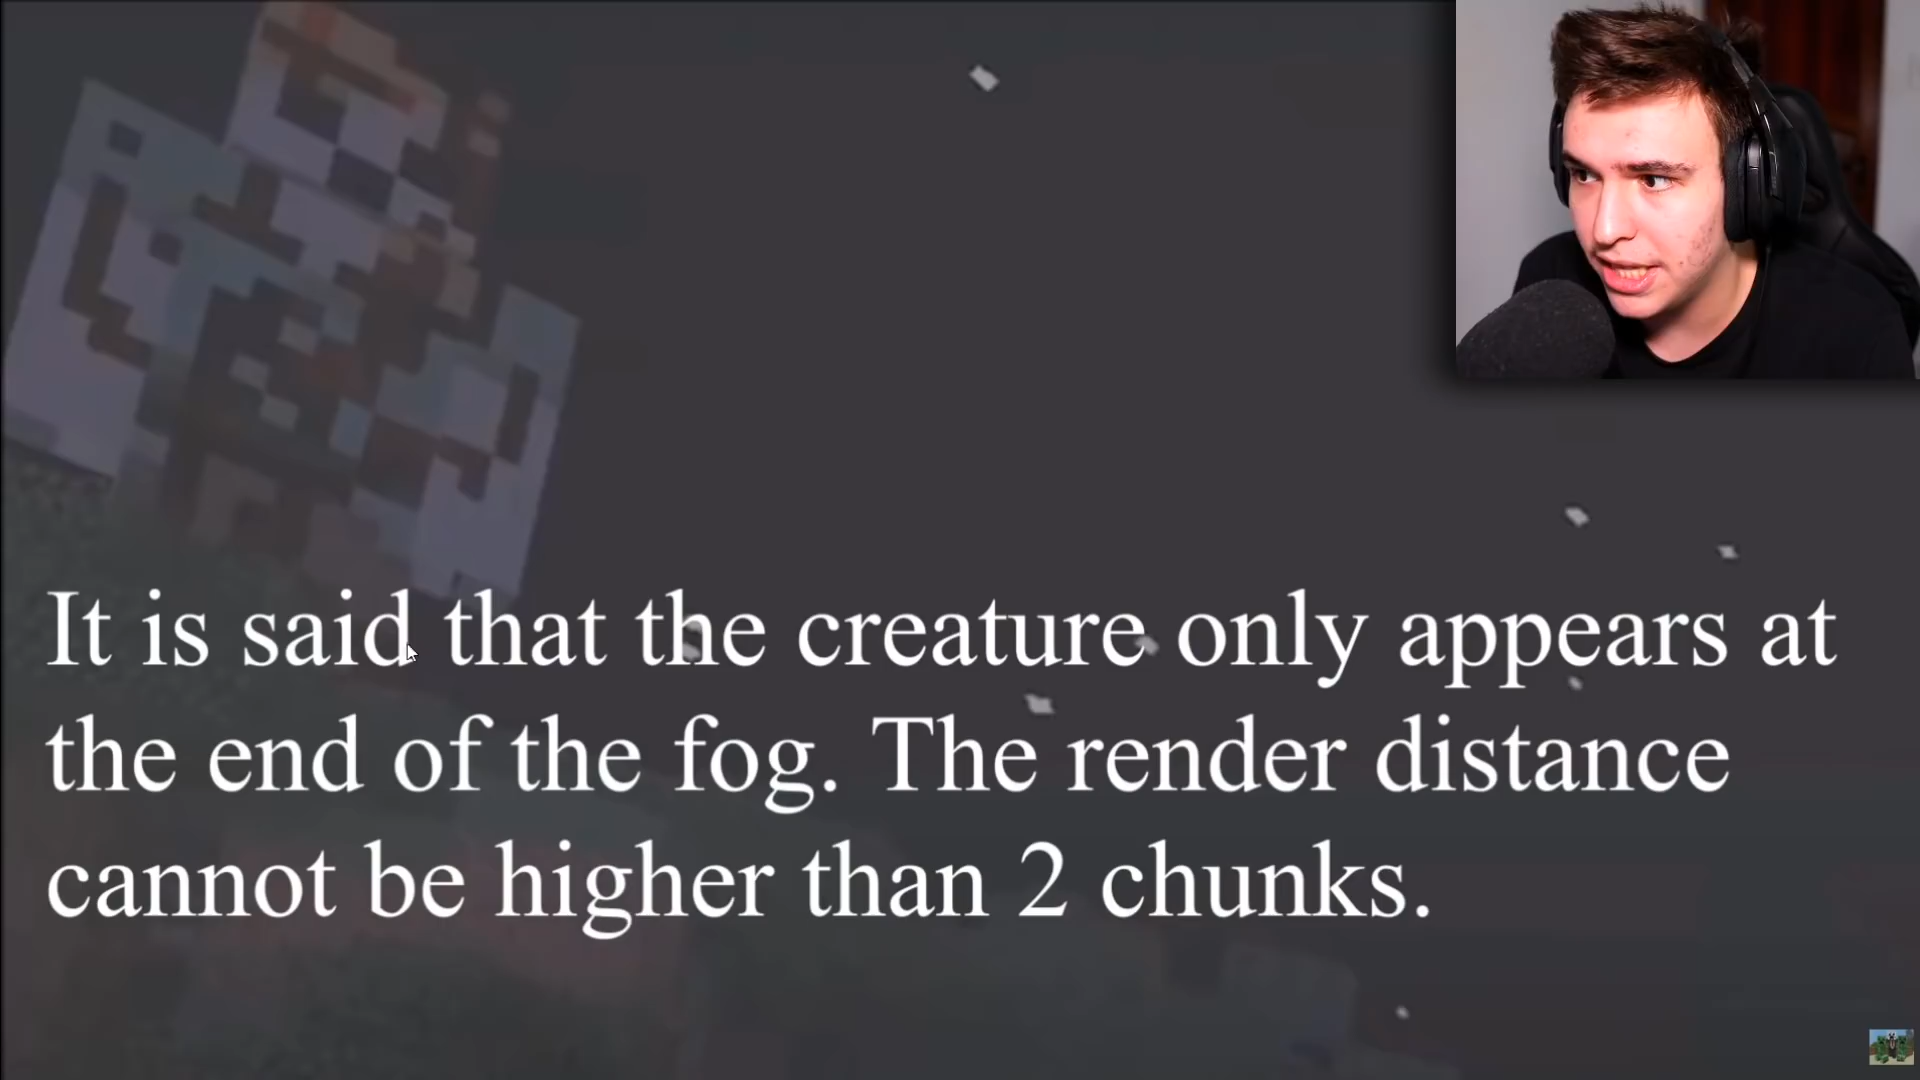 It is said that the creature only appears at
the end of the fog. The render distance
cannot be higher than 2 chunks.